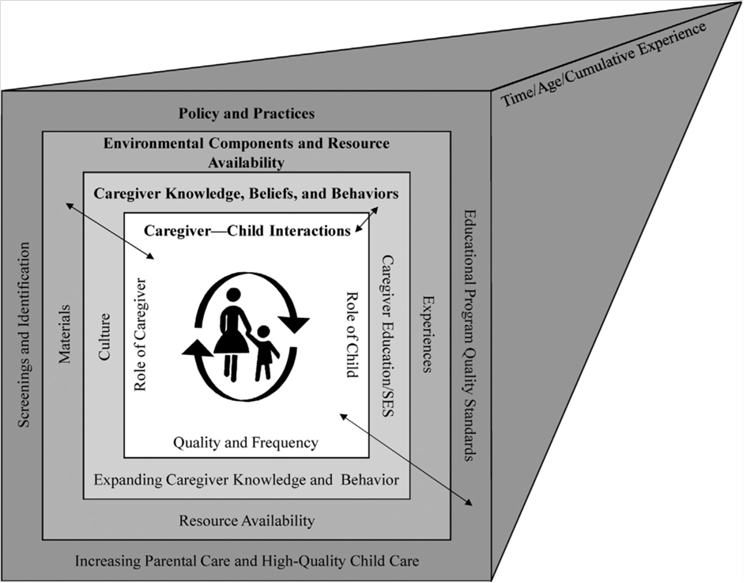 Time/Age/Cumulative Experience
Policy and Practices
Environmental Components and Resource
Availability
Caregiver Knowledge, Beliefs, and Behaviors
Caregiver—Child Interactions
Screenings and Identification
Materials
Culture
Role of Caregiver
Role of Child
Caregiver Education/SES
Experiences
Educational Program Quality Standards
Quality and Frequency
Expanding Caregiver Knowledge and Behavior
Resource Availability
Increasing Parental Care and High-Quality Child Care